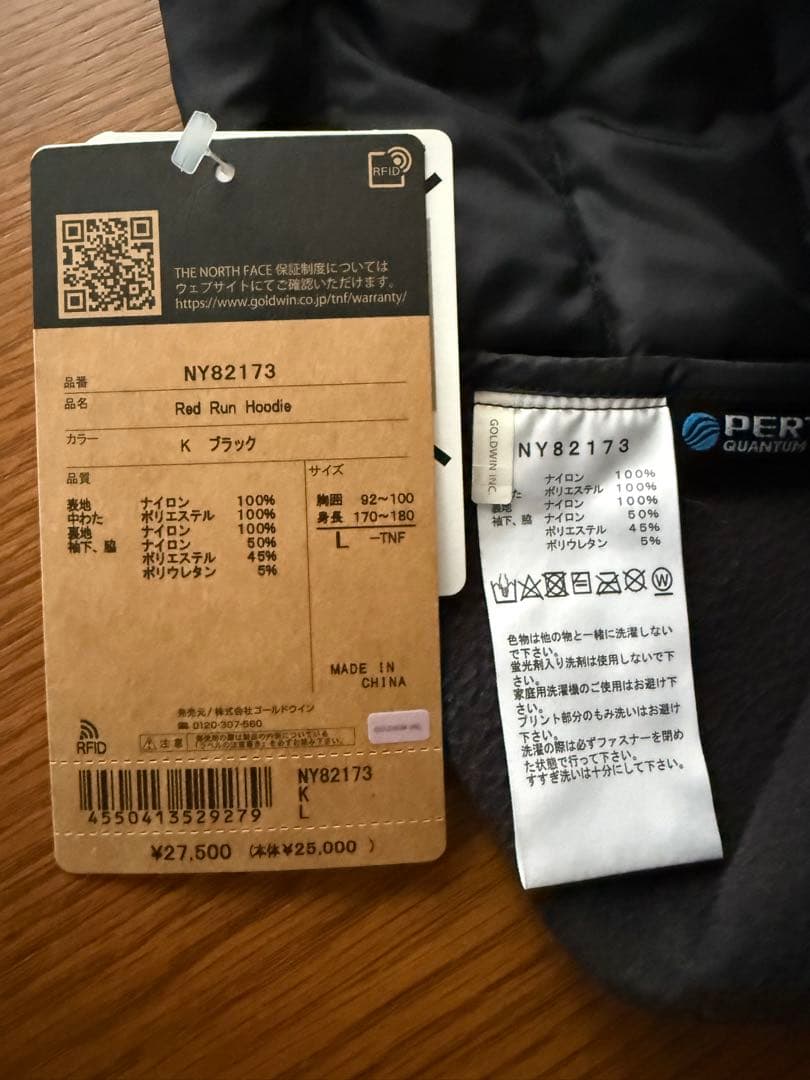 RFID
THE NORTH FACE 保証制度については
ウェブサイトにてご確認いただけます。
https://www.goldwin.co.jp/tnf/warranty/
品番 NY82173
品名 Red Run Hoodie
カラー K ブラック
品質
表地 ナイロン 100%
中わた ポリエステル 100%
裏地 ナイロン 100%
袖下、脇 ナイロン 50%
ポリエステル 45%
ポリウレタン 5%
サイズ
胸囲 92～100
身長 170～180
L -TNF
MADE IN
CHINA
発売元/株式会社ゴールドウイン
☎ 0120-307-560
RFID
注意
NY82173
K
L
4550413529279
¥27,500 (本体¥25,000 )
GOLDWIN INC.
NY82173
ナイロン 100%
た ポリエステル 100%
裏地 ナイロン 100%
袖下、脇 ナイロン 50%
ポリエステル 45%
ポリウレタン 5%
W
色物は他の物と一緒に洗濯しない
で下さい。
蛍光剤入り洗剤は使用しないで下
さい。
家庭用洗濯機のご使用はお避け下
さい。
プリント部分のもみ洗いはお避け
下さい。
洗濯の際は必ずファスナーを閉め
た状態で行って下さい。
すすぎ洗いは十分にして下さい。
PER
QUANTUM